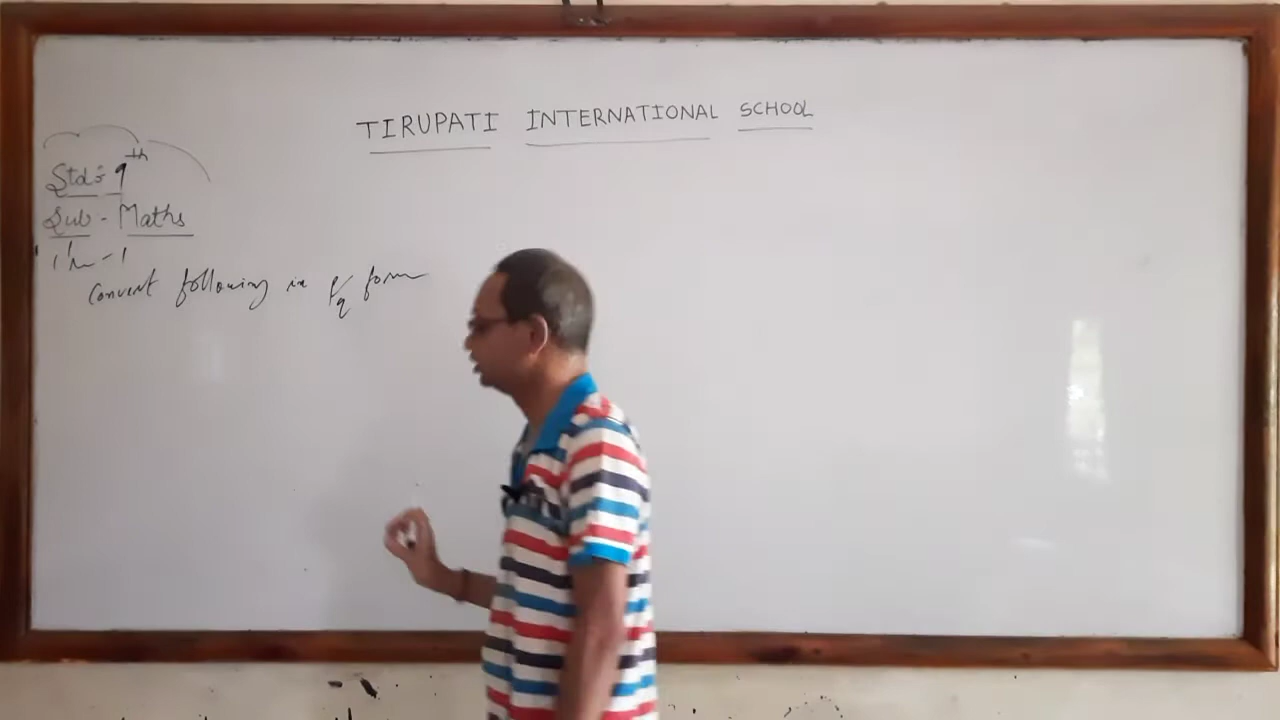 TIRUPATI INTERNATIONAL SCHOOL
Std: 9th
Sub - Maths
Convert following in p/q form